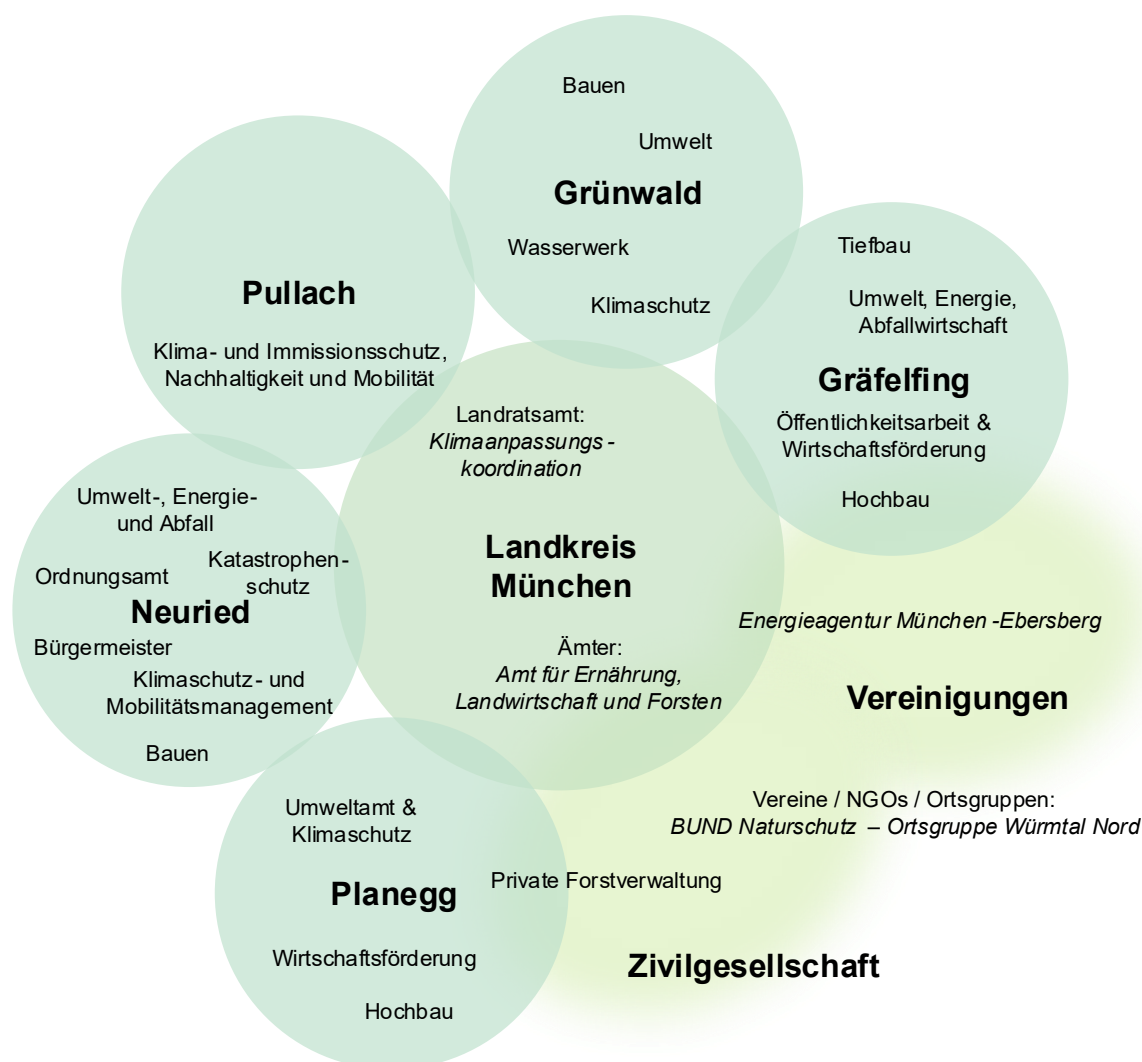 Bauen
Umwelt
Grünwald
Wasserwerk
Klimaschutz
Pullach
Klima- und Immissionsschutz,
Nachhaltigkeit und Mobilität
Tiefbau
Umwelt, Energie,
Abfallwirtschaft
Gräfelfing
Öffentlichkeitsarbeit &
Wirtschaftsförderung
Hochbau
Landratsamt:
Klimaanpassungs-
koordination
Landkreis
München
Ämter:
Amt für Ernährung,
Landwirtschaft und Forsten
Umwelt-, Energie-
und Abfall
Katastrophen-
schutz
Ordnungsamt
Neuried
Bürgermeister
Klimaschutz- und
Mobilitätsmanagement
Bauen
Energieagentur München-Ebersberg
Vereinigungen
Vereine / NGOs / Ortsgruppen:
BUND Naturschutz – Ortsgruppe Würmtal Nord
Umweltamt &
Klimaschutz
Planegg
Private Forstverwaltung
Wirtschaftsförderung
Hochbau
Zivilgesellschaft